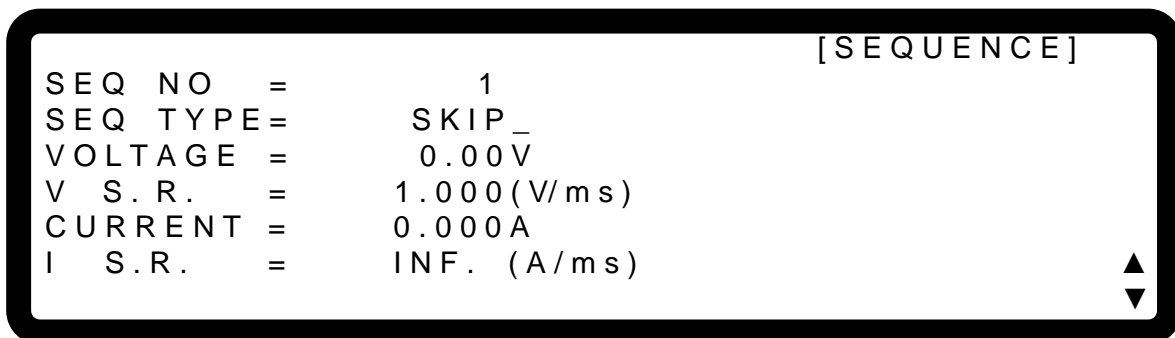 [SEQUENCE]
SEQ NO = 1
SEQ TYPE= SKIP_
VOLTAGE = 0.00V
V S.R. = 1.000(V/ms)
CURRENT = 0.000A
I S.R. = INF. (A/ms) ▲
▼